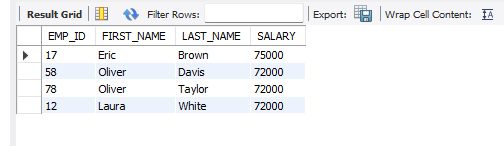 Result Grid Filter Rows: Export: Wrap Cell Content:
EMP_ID FIRST_NAME LAST_NAME SALARY
17 Eric Brown 75000
58 Oliver Davis 72000
78 Oliver Taylor 72000
12 Laura White 72000